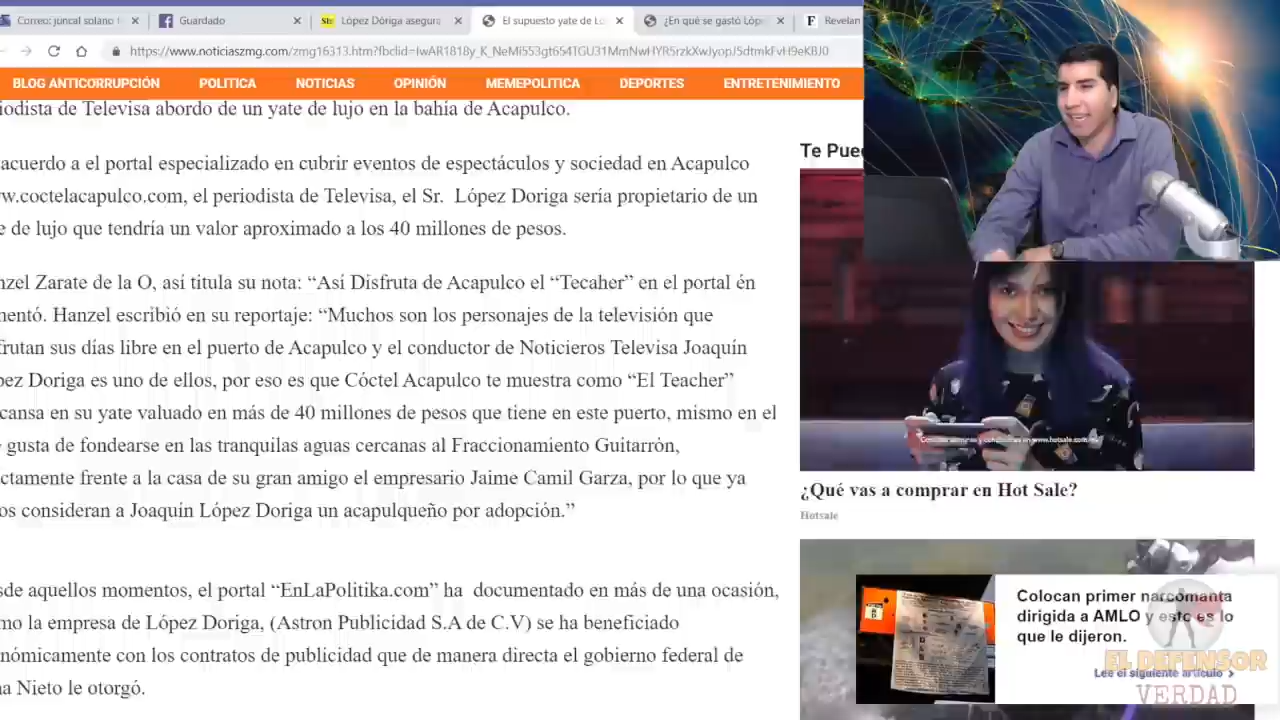 Correo: juncal solano t
Guardado
López Dóriga asegura
El supuesto yate de Lo
¿En qué se gastó Lópe
F Revelan
https://www.noticiaszmg.com/zmg16313.htm?fbclid=
BLOG ANTICORRUPCIÓN POLITICA NOTICIAS OPINIÓN MEMEPOLITICA DEPORTES ENTRETENIMIENTO
iodista de Televisa abordo de un yate de lujo en la bahía de Acapulco.
acuerdo a el portal especializado en cubrir eventos de espectáculos y sociedad en Acapulco
w.coctelacapulco.com, el periodista de Televisa, el Sr. López Doriga sería propietario de un
e de lujo que tendría un valor aproximado a los 40 millones de pesos.
nzel Zarate de la O, así titula su nota: “Así Disfruta de Acapulco el “Tecaher” en el portal én
mentó. Hanzel escribió en su reportaje: “Muchos son los personajes de la televisión que
frutan sus días libre en el puerto de Acapulco y el conductor de Noticieros Televisa Joaquín
pez Doriga es uno de ellos, por eso es que Cóctel Acapulco te muestra como “El Teacher”
cansa en su yate valuado en más de 40 millones de pesos que tiene en este puerto, mismo en el
gusta de fondearse en las tranquilas aguas cercanas al Fraccionamiento Guitarrón,
ctamente frente a la casa de su gran amigo el empresario Jaime Camil Garza, por lo que ya
os consideran a Joaquín López Doriga un acapulqueño por adopción.”
sde aquellos momentos, el portal “EnLaPolitika.com” ha documentado en más de una ocasión,
mo la empresa de López Doriga, (Astron Publicidad S.A de C.V) se ha beneficiado
nómicamente con los contratos de publicidad que de manera directa el gobierno federal de
a Nieto le otorgó.
Te Pue
¿Qué vas a comprar en Hot Sale?
Hotsale
Colocan primer narcomanta
dirigida a AMLO y esto es lo
que le dijeron.
Lee el siguiente artículo
EL DEFENSOR
VERDAD